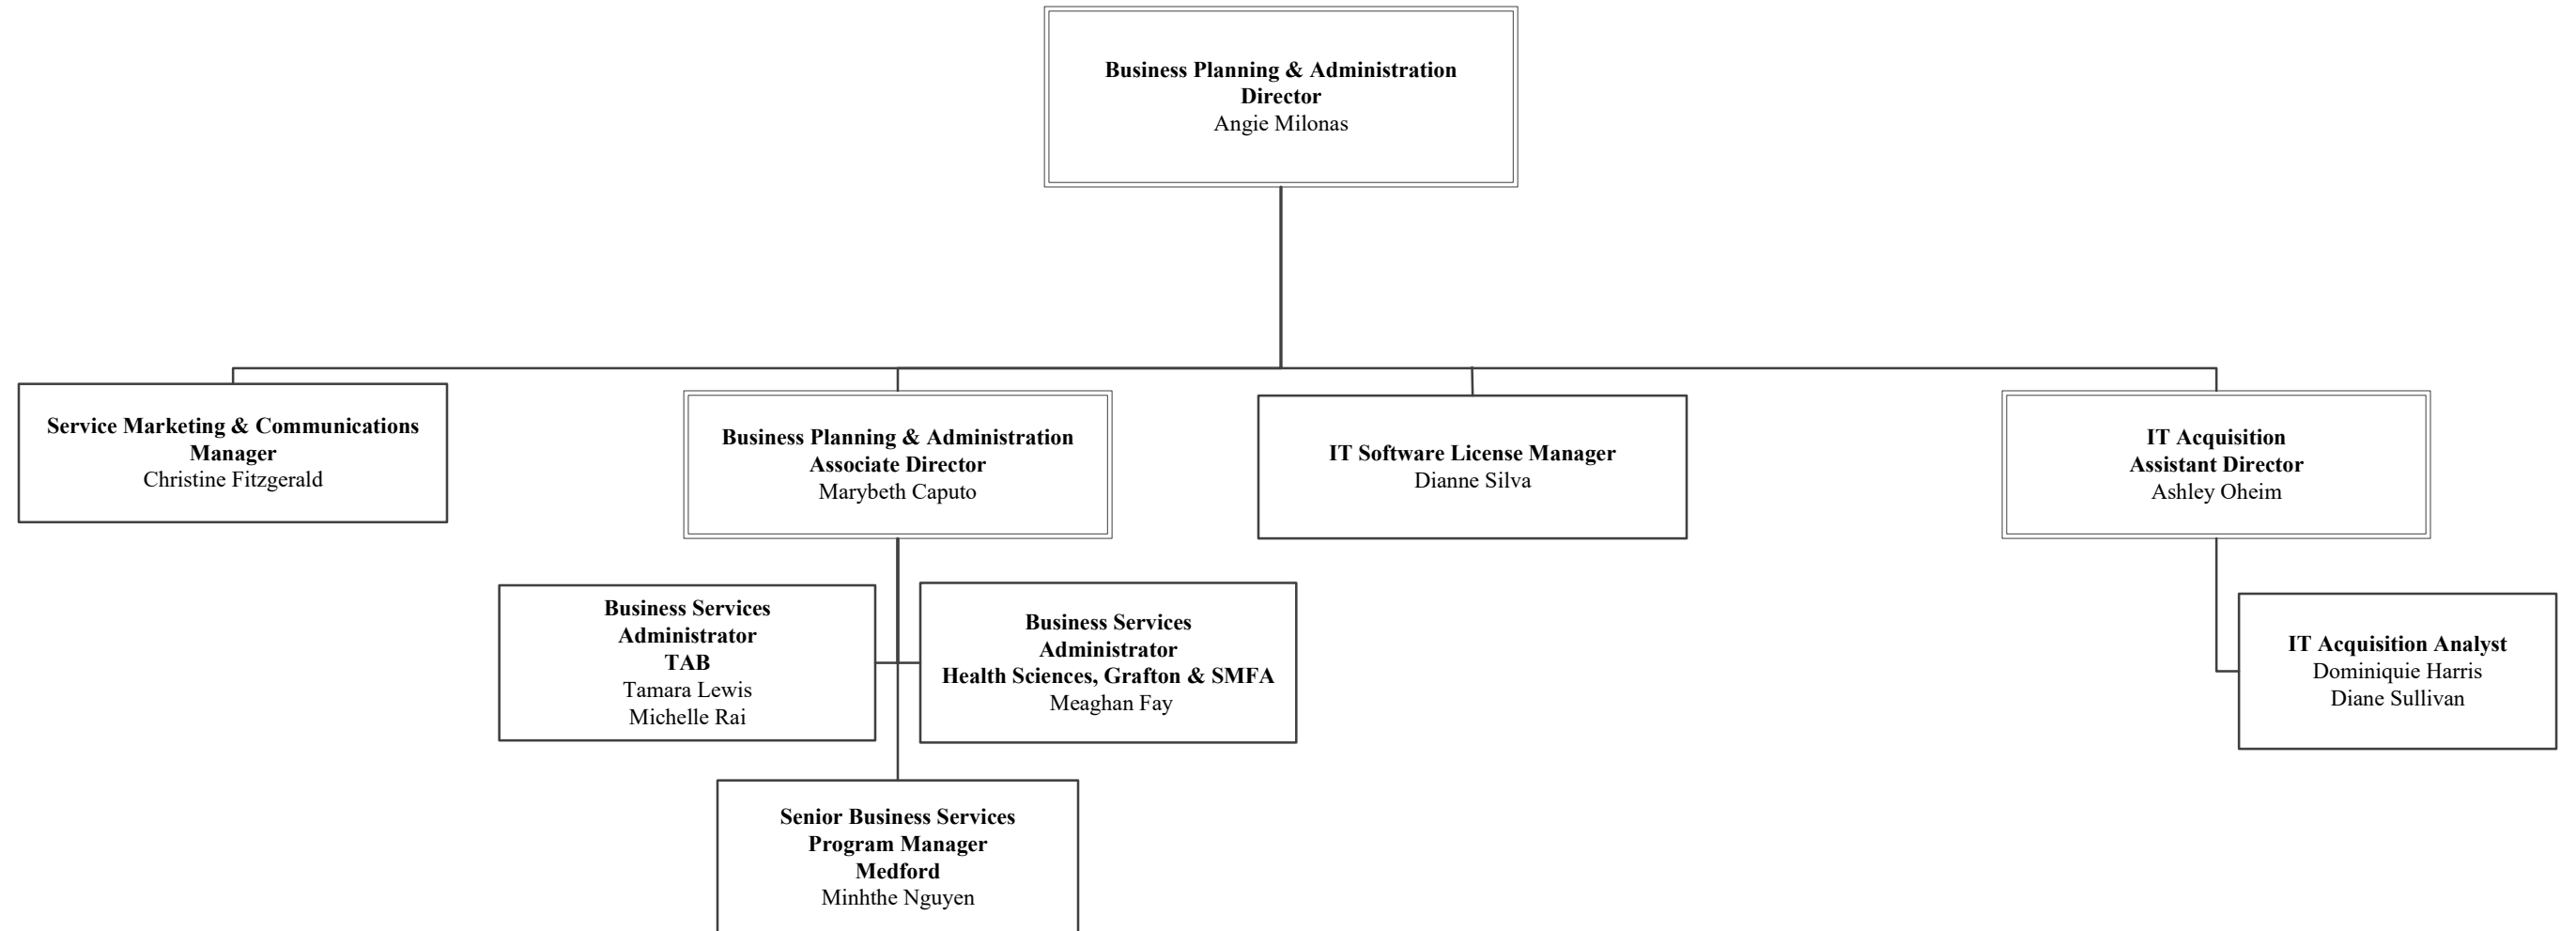 Business Planning & Administration
Director
Angie Milonas
Service Marketing & Communications
Manager
Christine Fitzgerald
Business Planning & Administration
Associate Director
Marybeth Caputo
IT Software License Manager
Dianne Silva
IT Acquisition
Assistant Director
Ashley Oheim
Business Services
Administrator
TAB
Tamara Lewis
Michelle Rai
Business Services
Administrator
Health Sciences, Grafton & SMFA
Meaghan Fay
IT Acquisition Analyst
Dominiquie Harris
Diane Sullivan
Senior Business Services
Program Manager
Medford
Minhthe Nguyen